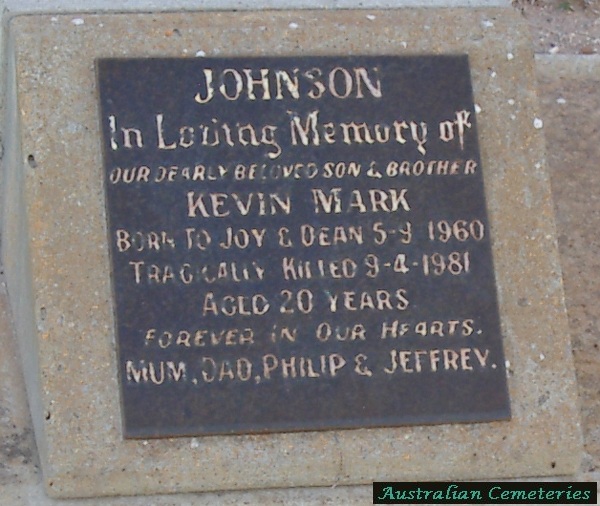 JOHNSON
In Loving Memory of
OUR DEARLY BELOVED SON & BROTHER
KEVIN MARK
BORN TO JOY & DEAN 5-9 1960
TRAGICALLY KILLED 9-4-1981
AGED 20 YEARS
FOREVER IN OUR HEARTS.
MUM, DAD, PHILIP & JEFFREY.
Australian Cemeteries